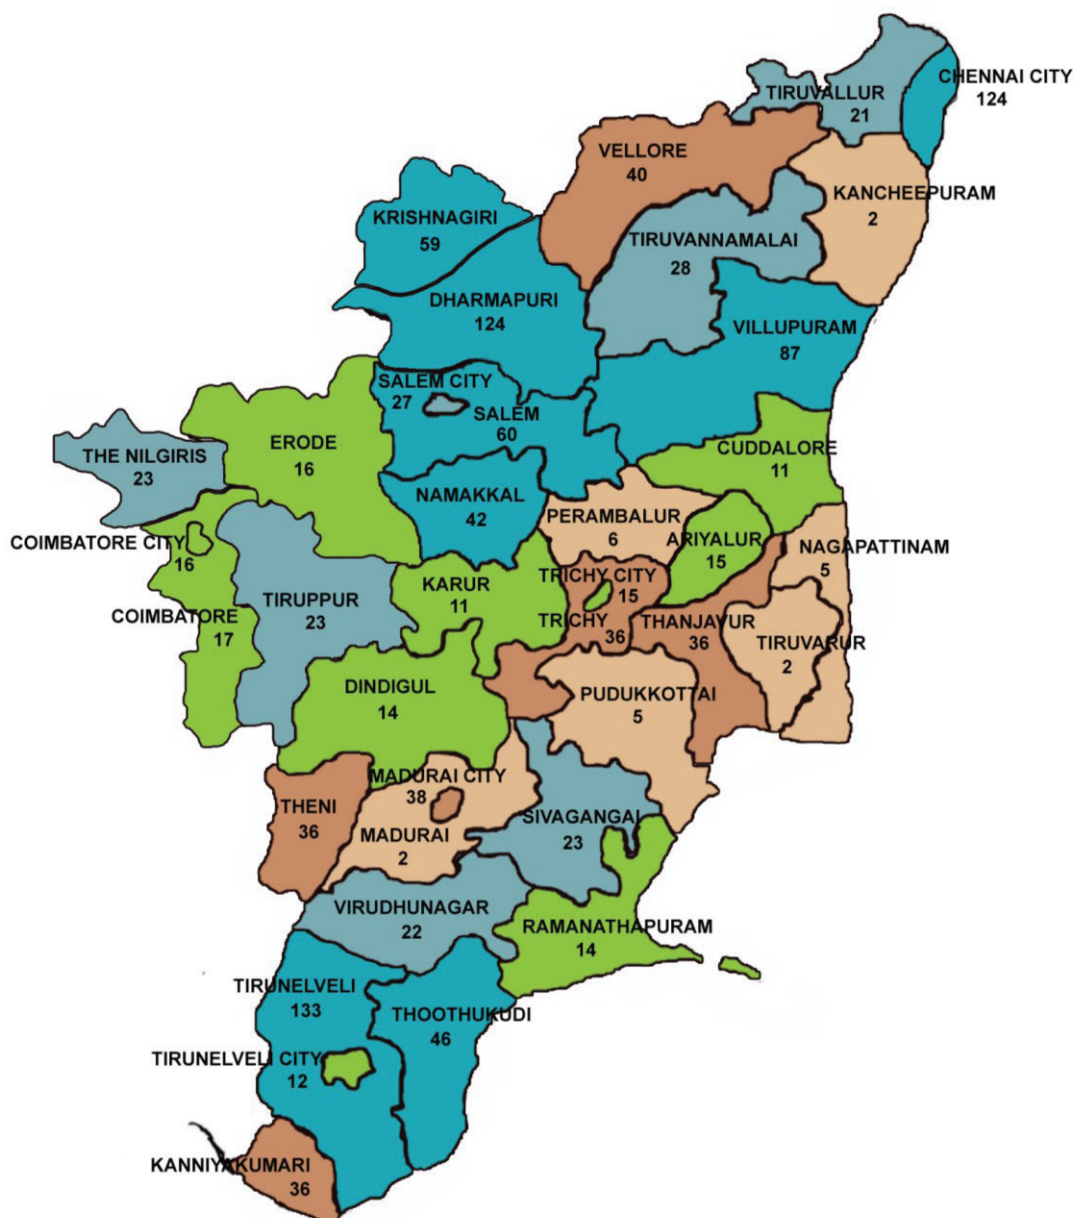 CHENNAI CITY
124
TIRUVALLUR
21
VELLORE
40
KANCHEEPURAM
2
KRISHNAGIRI
59
TIRUVANNAMALAI
28
DHARMAPURI
124
VILLUPURAM
87
SALEM CITY
27
SALEM
60
ERODE
16
THE NILGIRIS
23
CUDDALORE
11
NAMAKKAL
42
PERAMBALUR
6
ARIYALUR
15
COIMBATORE CITY
16
NAGAPATTINAM
5
TIRUPPUR
23
KARUR
11
TRICHY CITY
15
COIMBATORE
17
TRICHY
36
THANJAVUR
36
TIRUVARUR
2
DINDIGUL
14
PUDUKKOTTAI
5
MADURAI CITY
38
THENI
36
MADURAI
2
SIVAGANGAI
23
VIRUDHUNAGAR
22
RAMANATHAPURAM
14
TIRUNELVELI
133
THOOTHUKUDI
46
TIRUNELVELI CITY
12
KANNIYAKUMARI
36